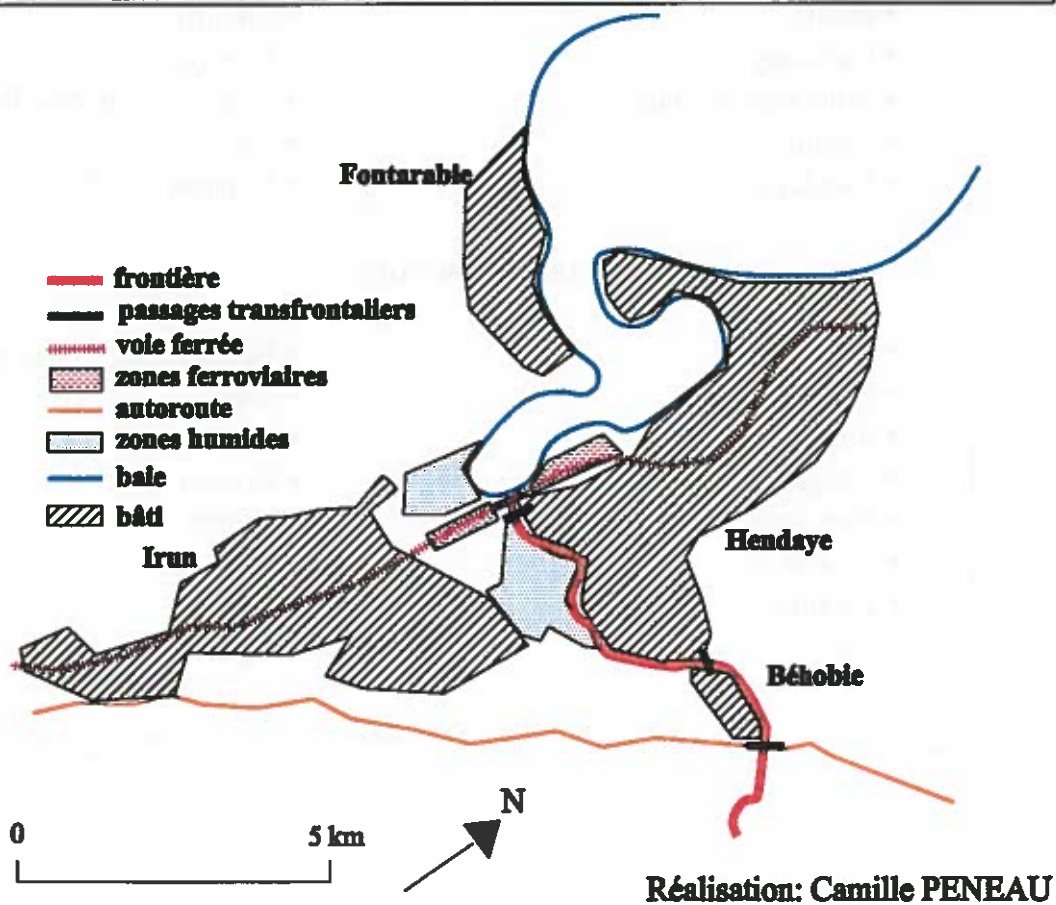 Fontarabie
frontière
passages transfrontaliers
voie ferrée
zones ferroviaires
autoroute
zones humides
baie
bâti
Irun
Hendaye
Béhobie
N
0 5 km
Réalisation: Camille PENEAU